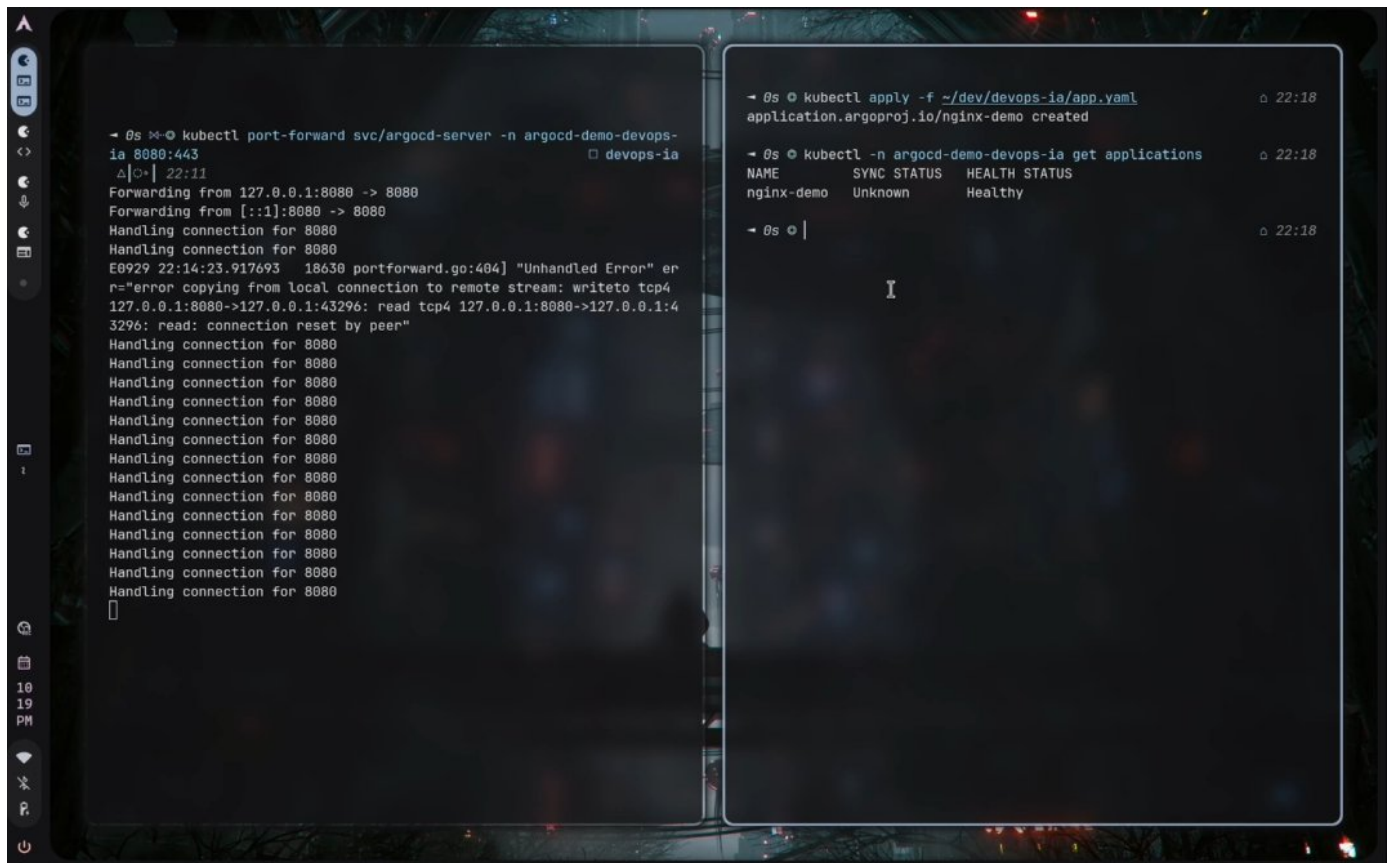 0s kubectl port-forward svc/argocd-server -n argocd-demo-devops-
ia 8080:443 devops-ia
22:11
Forwarding from 127.0.0.1:8080 -> 8080
Forwarding from [::1]:8080 -> 8080
Handling connection for 8080
Handling connection for 8080
E0929 22:14:23.917693 18630 portforward.go:404] "Unhandled Error" er
r="error copying from local connection to remote stream: writeto tcp4
127.0.0.1:8080->127.0.0.1:43296: read tcp4 127.0.0.1:8080->127.0.0.1:4
3296: read: connection reset by peer"
Handling connection for 8080
Handling connection for 8080
Handling connection for 8080
Handling connection for 8080
Handling connection for 8080
Handling connection for 8080
Handling connection for 8080
Handling connection for 8080
Handling connection for 8080
Handling connection for 8080
Handling connection for 8080
Handling connection for 8080
Handling connection for 8080
Handling connection for 8080
0s kubectl apply -f ~/dev/devops-ia/app.yaml 22:18
application.argoproj.io/nginx-demo created
0s kubectl -n argocd-demo-devops-ia get applications 22:18
NAME SYNC STATUS HEALTH STATUS
nginx-demo Unknown Healthy
0s 22:18
10
19
PM